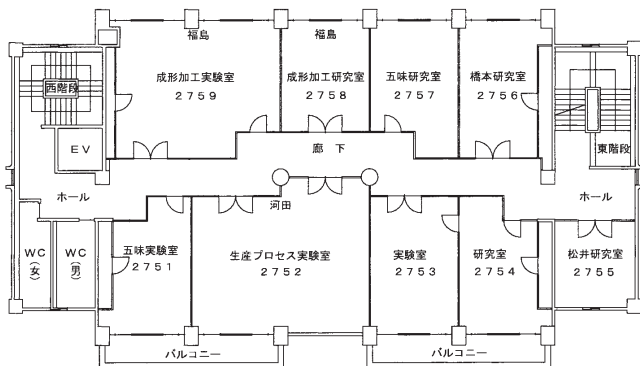 福島
福島
成形加工実験室
2759
成形加工研究室
2758
五味研究室
2757
橋本研究室
2756
西階段
EV
東階段
廊 下
ホール
ホール
河田
WC
(女)
WC
(男)
五味実験室
2751
生産プロセス実験室
2752
実験室
2753
研究室
2754
松井研究室
2755
バルコニー
バルコニー